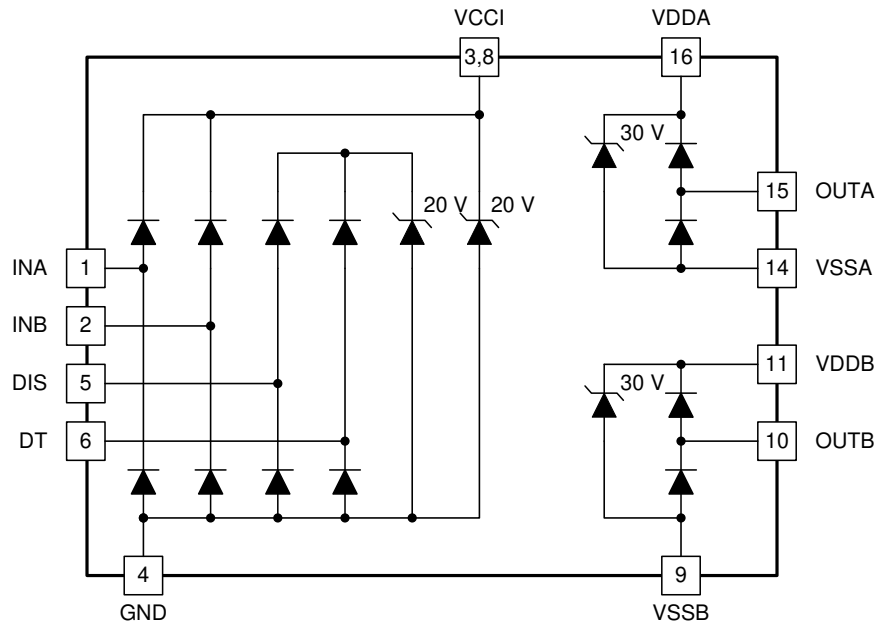 VCCI
VDDA
3,8
16
30 V
15
OUTA
20 V
20 V
INA
1
14
VSSA
INB
2
11
VDDB
DIS
5
30 V
DT
6
10
OUTB
4
9
GND
VSSB